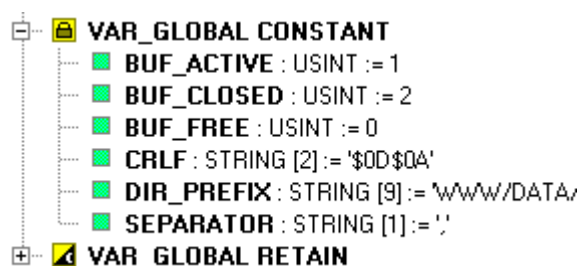 VAR_GLOBAL CONSTANT
BUF_ACTIVE : USINT := 1
BUF_CLOSED : USINT := 2
BUF_FREE : USINT := 0
CRLF : STRING [2] := '$0D$0A'
DIR_PREFIX : STRING [9] := 'WWW/DATA/
SEPARATOR : STRING [1] := ','
VAR_GLOBAL RETAIN